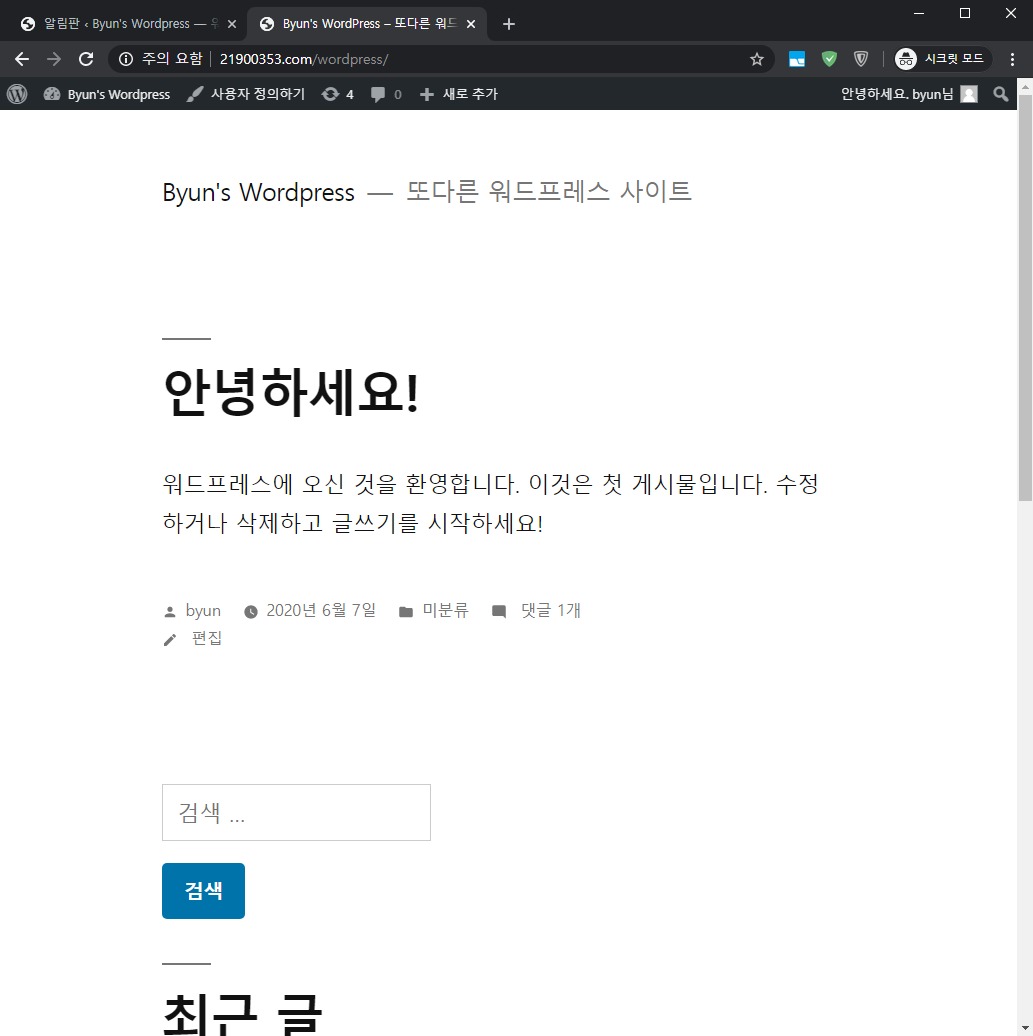 알림판 ‹ Byun's Wordpress —
Byun's WordPress – 또다른 워드
주의 요함 21900353.com/wordpress/ 시크릿 모드
Byun's Wordpress 사용자 정의하기 4 0 새로 추가 안녕하세요. byun님
Byun's Wordpress — 또다른 워드프레스 사이트
안녕하세요!
워드프레스에 오신 것을 환영합니다. 이것은 첫 게시물입니다. 수정
하거나 삭제하고 글쓰기를 시작하세요!
byun 2020년 6월 7일 미분류 댓글 1개
편집
검색 ...
검색
최근 글